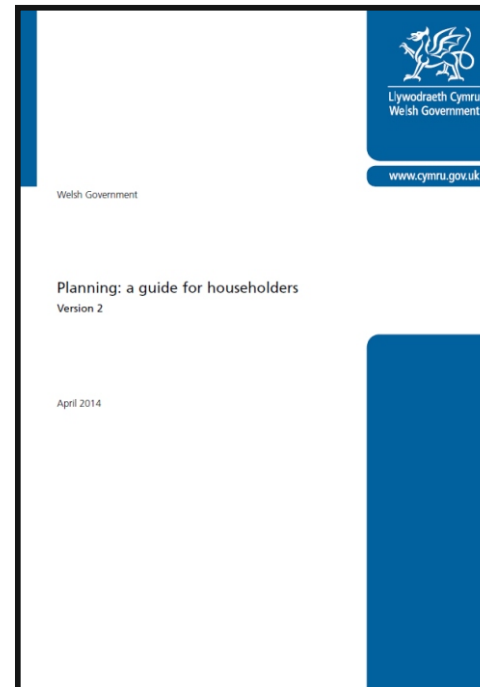 Llywodraeth Cymru
Welsh Government
www.cymru.gov.uk
Welsh Government
Planning: a guide for householders
Version 2
April 2014